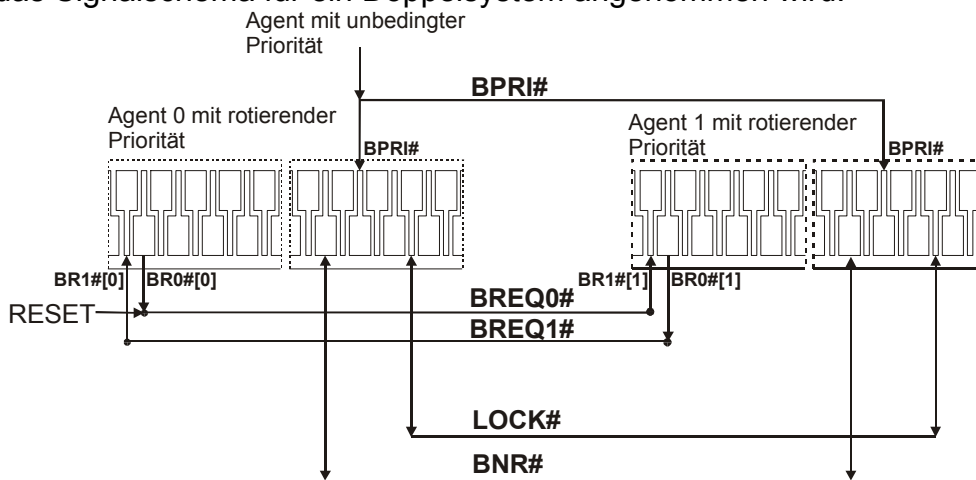 das Signalschema für ein Doppelsystem angenommen wird.
Agent mit unbedingter
Priorität
BPRI#
Agent 0 mit rotierender
Priorität
BPRI#
Agent 1 mit rotierender
Priorität
BPRI#
BR1#[0]
BR0#[0]
BR1#[1]
BR0#[1]
RESET
BREQ0#
BREQ1#
LOCK#
BNR#